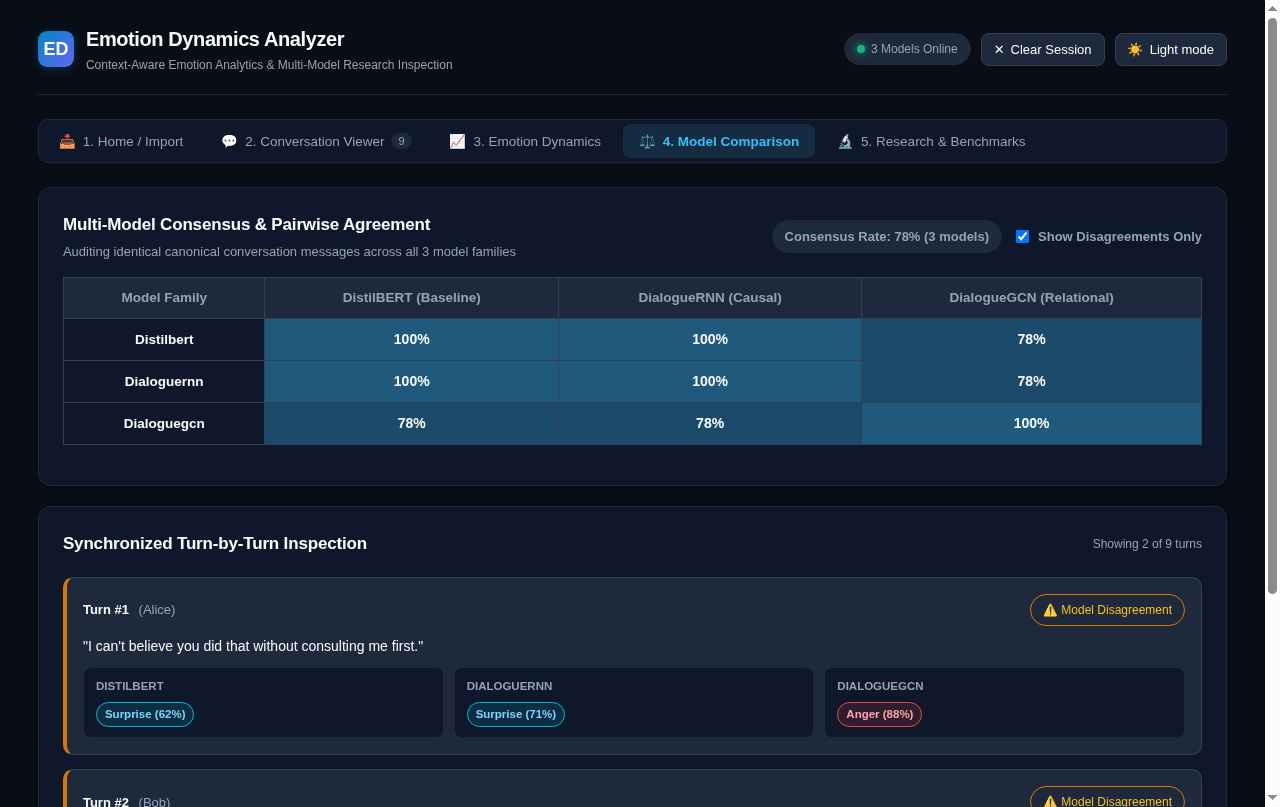 ED
Emotion Dynamics Analyzer
Context-Aware Emotion Analytics & Multi-Model Research Inspection
3 Models Online
✕ Clear Session
☀️ Light mode
📥 1. Home / Import
💬 2. Conversation Viewer 9
📈 3. Emotion Dynamics
⚖️ 4. Model Comparison
🔬 5. Research & Benchmarks
Multi-Model Consensus & Pairwise Agreement
Auditing identical canonical conversation messages across all 3 model families
Consensus Rate: 78% (3 models)
Show Disagreements Only
Model Family DistilBERT (Baseline) DialogueRNN (Causal) DialogueGCN (Relational)
Distilbert 100% 100% 78%
Dialoguernn 100% 100% 78%
Dialoguegcn 78% 78% 100%
Synchronized Turn-by-Turn Inspection
Showing 2 of 9 turns
Turn #1 (Alice)
⚠️ Model Disagreement
"I can't believe you did that without consulting me first."
DISTILBERT
Surprise (62%)
DIALOGUERNN
Surprise (71%)
DIALOGUEGCN
Anger (88%)
Turn #2 (Bob)
⚠️ Model Disagreement